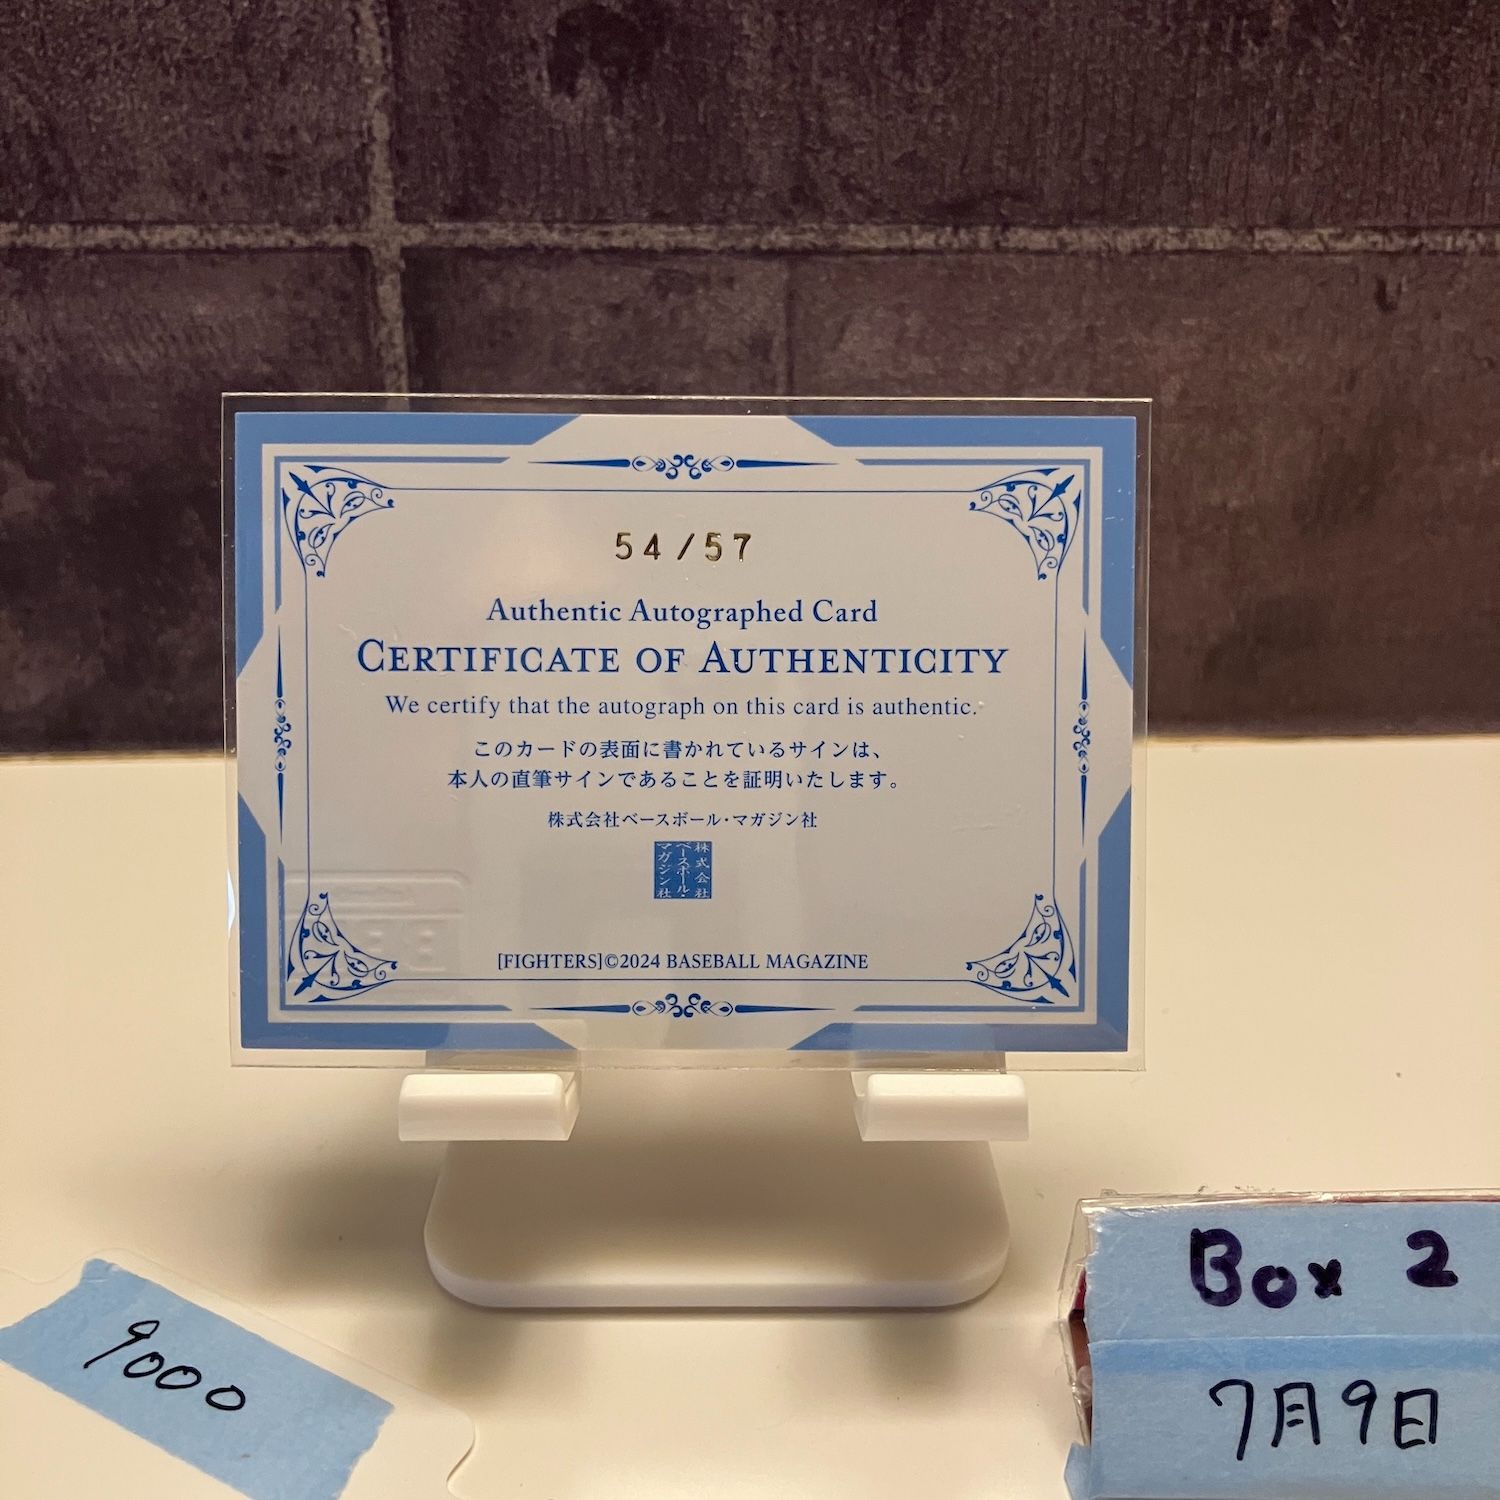 54/57
Authentic Autographed Card
CERTIFICATE OF AUTHENTICITY
We certify that the autograph on this card is authentic.
このカードの表面に書かれているサインは、
本人の直筆サインであることを証明いたします。
株式会社ベースボール・マガジン社
株式会社
ベースボール・
マガジン社
[FIGHTERS]©2024 BASEBALL MAGAZINE
9000
Box 2
7月9日